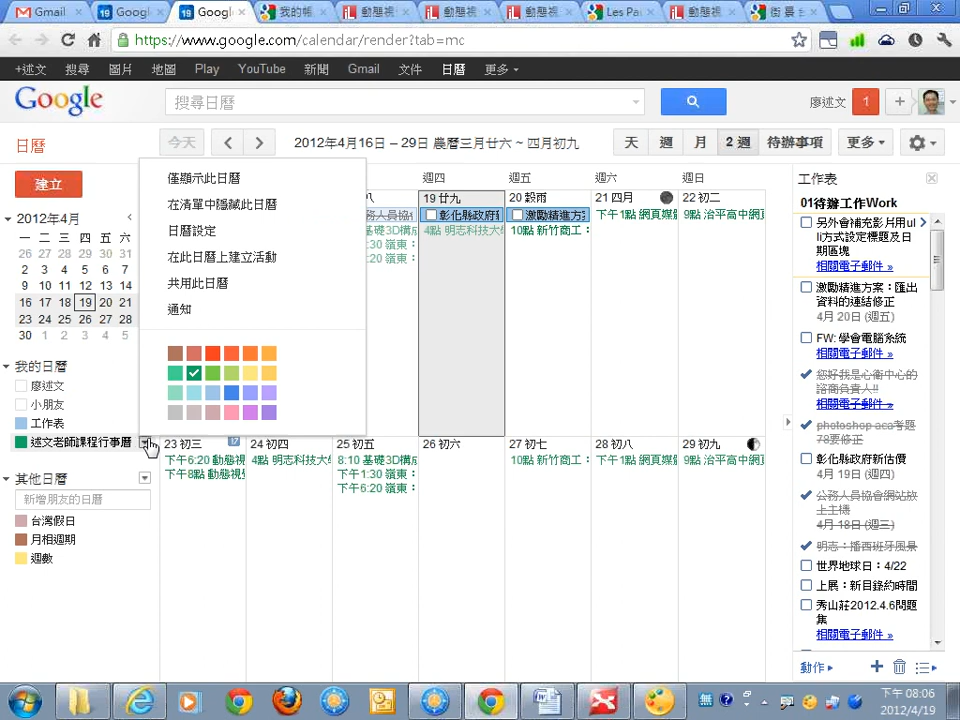 Gmail
Google
Google
我的帳
動態視
動態視
動態視
Les Pa
動態視
街 景
https://www.google.com/calendar/render?tab=mc
+述文 搜尋 圖片 地圖 Play YouTube 新聞 Gmail 文件 日曆 更多
Google
搜尋日曆
廖述文 1 +
日曆
今天
2012年4月16日 – 29日 農曆三月廿六 ~ 四月初九
天 週 月 2 週 待辦事項 更多
建立
2012年4月
一 二 三 四 五 六
26 27 28 29 30 31
2 3 4 5 6 7
9 10 11 12 13 14
16 17 18 19 20 21
23 24 25 26 27 28
30 1 2 3 4 5
我的日曆
廖述文
小朋友
工作表
述文老師課程行事曆
其他日曆
新增朋友的日曆
台灣假日
月相週期
週數
僅顯示此日曆
在清單中隱藏此日曆
日曆設定
在此日曆上建立活動
共用此日曆
通知
週四 週五 週六 週日
19 廿九 20 穀雨 21 四月 22 初二
彰化縣政府 激勵精進方
4點 明志科技大 10點 新竹商工： 下午1點 網頁媒 9點 治平高中網頁
23 初三 24 初四 25 初五 26 初六 27 初七 28 初八 29 初九
下午6:20 動態視
下午8點 動態視
4點 明志科技大
8:10 基礎3D構成
下午1:30 嶺東：
下午6:20 嶺東：
10點 新竹商工：
下午1點 網頁媒
9點 治平高中網頁
工作表
01待辦工作Work
另外會補充影片用ul
li方式設定標題及日
期區塊
相關電子郵件 »
激勵精進方案：匯出
資料的連結修正
4月 20日 (週五)
FW: 學會電腦系統
相關電子郵件 »
您好我是心衛中心的
諮商負責人!!
相關電子郵件 »
photoshop aca考題
78要修正
彰化縣政府新估價
4月 19日 (週四)
公務人員協會網站放
上主機
4月 18日 (週三)
明志：播西班牙風景
世界地球日：4/22
上展：新目錄約時間
秀山莊2012.4.6問題
集
相關電子郵件 »
動作
下午 08:06
2012/4/19